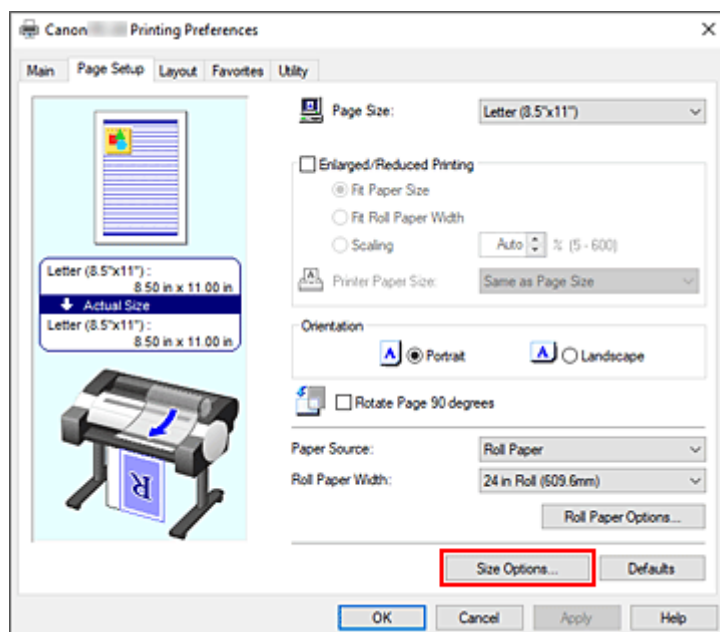 Canon Printing Preferences
Main Page Setup Layout Favorites Utility
Page Size: Letter (8.5"x11")
Enlarged/Reduced Printing
Fit Paper Size
Fit Roll Paper Width
Scaling Auto % (5 - 600)
Printer Paper Size: Same as Page Size
Letter (8.5"x11") :
8.50 in x 11.00 in
Actual Size
Letter (8.5"x11") :
8.50 in x 11.00 in
Orientation
A Portrait A Landscape
Rotate Page 90 degrees
Paper Source: Roll Paper
Roll Paper Width: 24 in Roll (609.6mm)
R
Roll Paper Options...
Size Options... Defaults
OK Cancel Apply Help